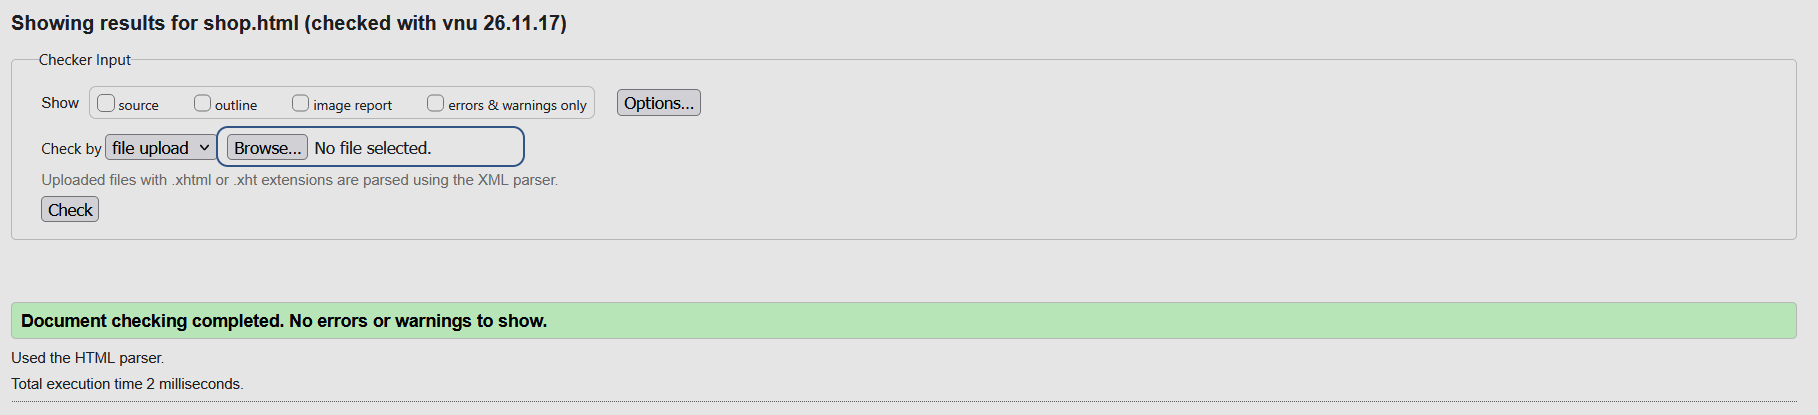 Showing results for shop.html (checked with vnu 26.11.17)
Checker Input
Show source outline image report errors & warnings only Options...
Check by file upload Browse... No file selected.
Uploaded files with .xhtml or .xht extensions are parsed using the XML parser.
Check
Document checking completed. No errors or warnings to show.
Used the HTML parser.
Total execution time 2 milliseconds.